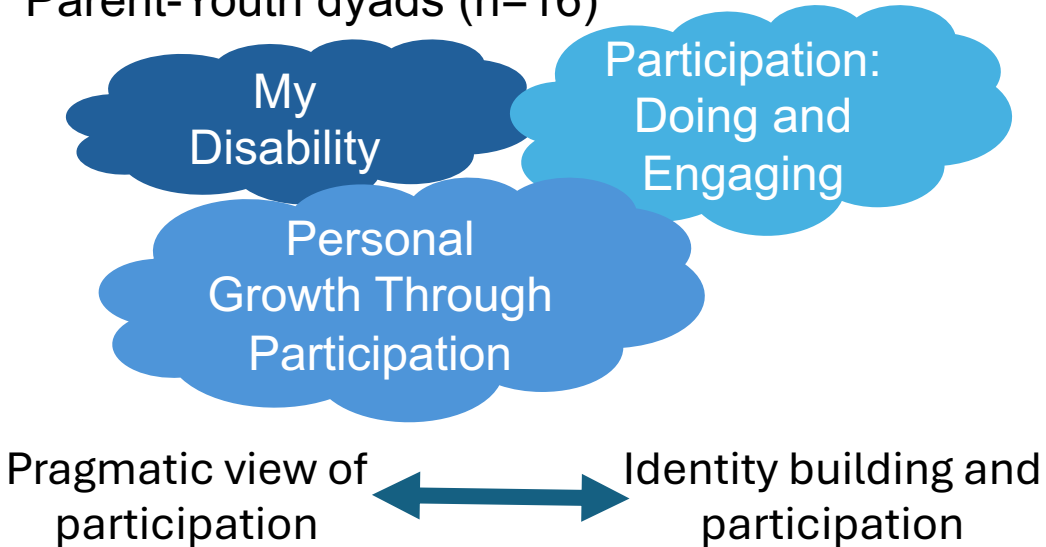 Parent-Youth dyads (n=16)
My
Disability
Participation:
Doing and
Engaging
Personal
Growth Through
Participation
Pragmatic view of
participation
Identity building and
participation